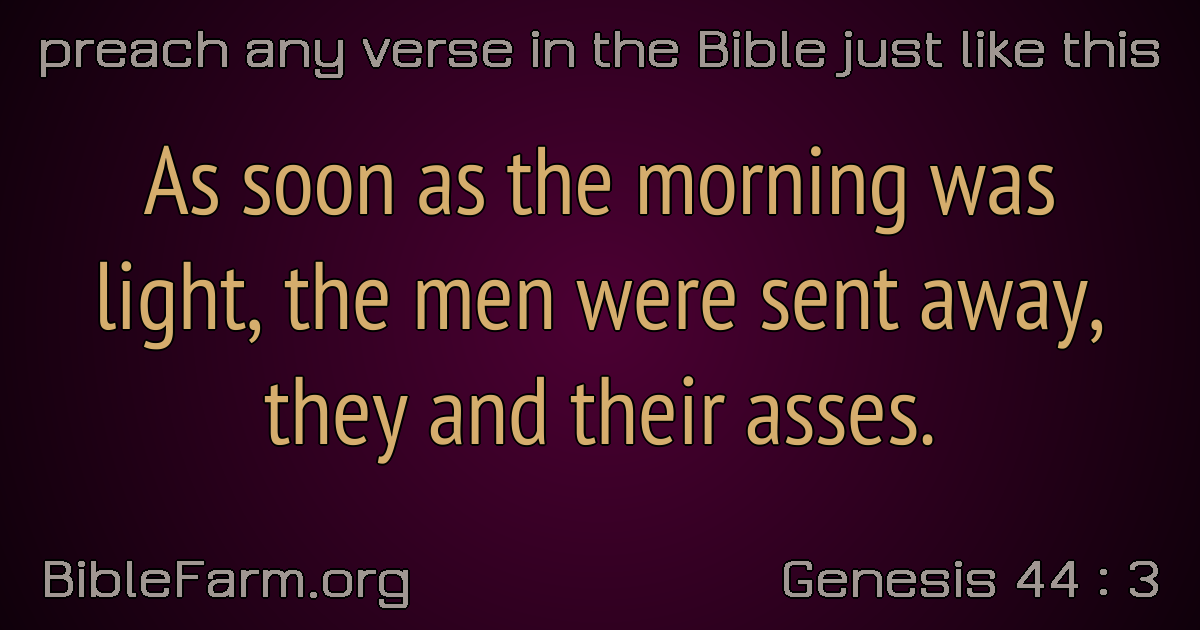 preach any verse in the Bible just like this
As soon as the morning was
light, the men were sent away,
they and their asses.
BibleFarm.org
Genesis 44 : 3